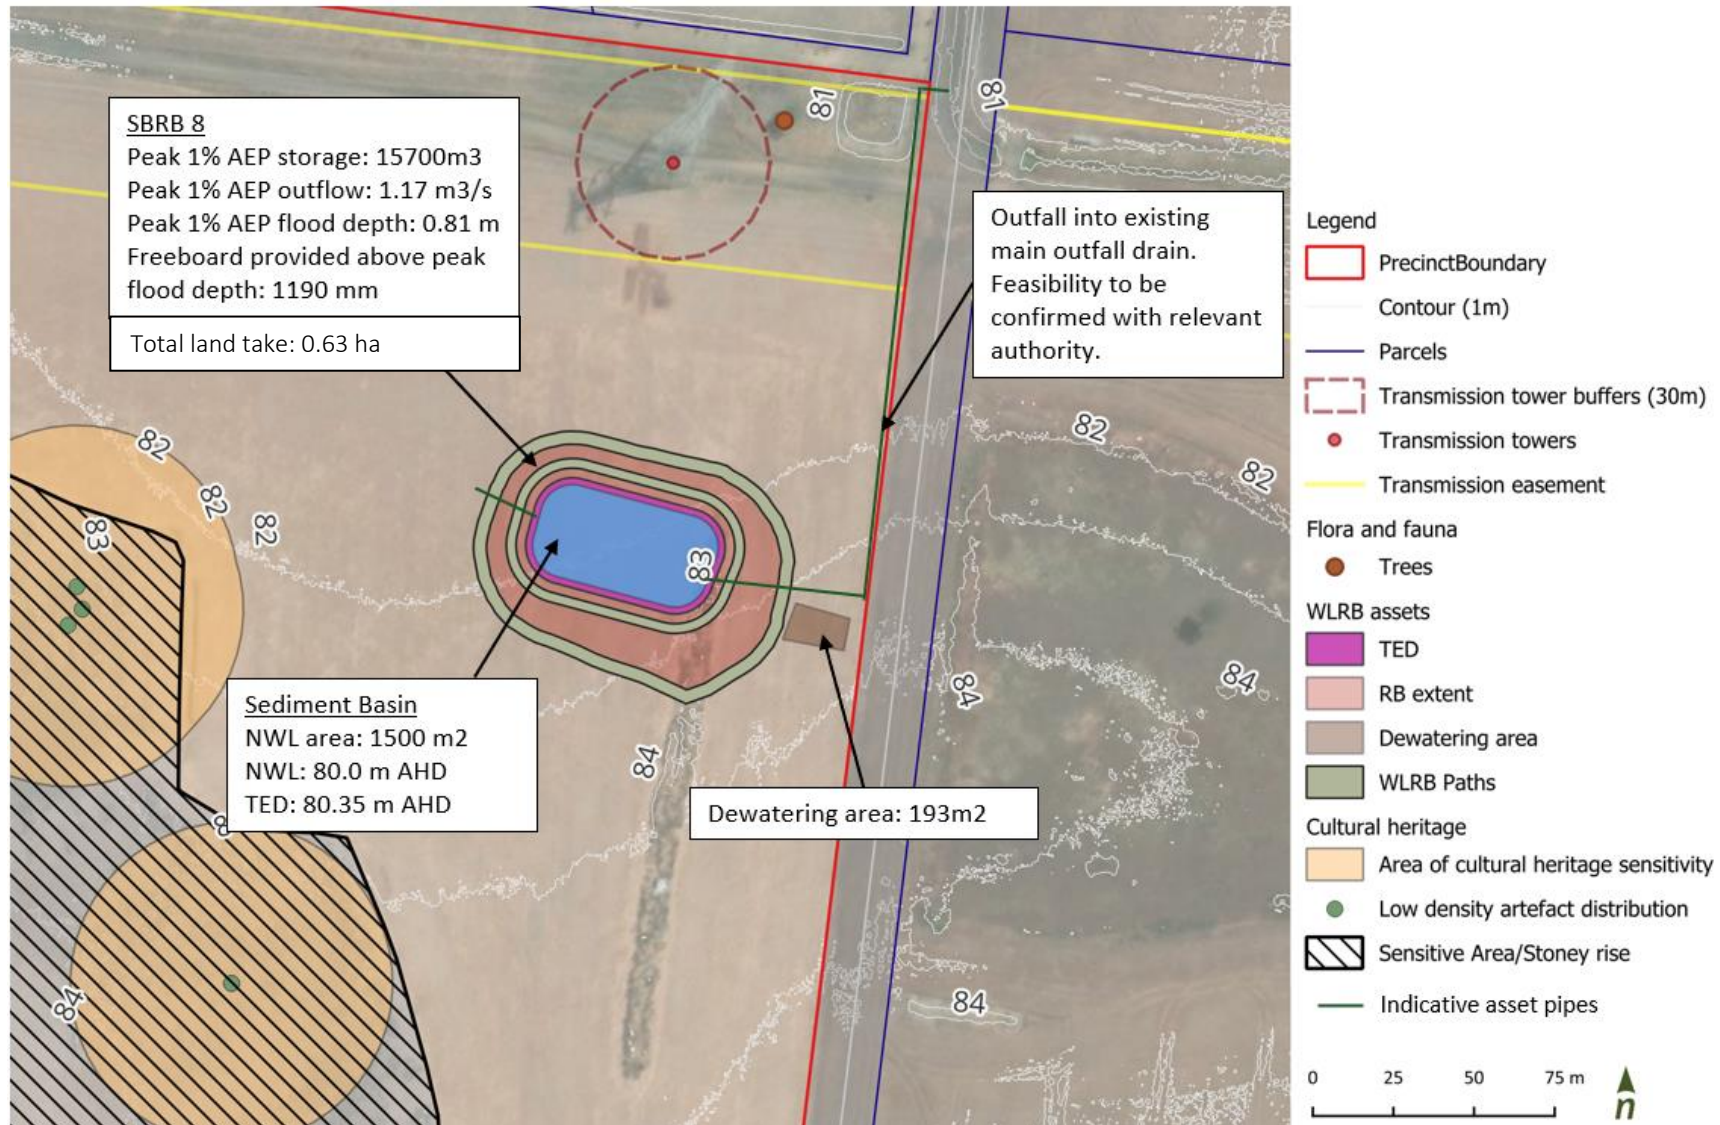 81
81
SBRB 8
Peak 1% AEP storage: 15700m3
Peak 1% AEP outflow: 1.17 m3/s
Peak 1% AEP flood depth: 0.81 m
Freeboard provided above peak
flood depth: 1190 mm
Total land take: 0.63 ha
Outfall into existing
main outfall drain.
Feasibility to be
confirmed with relevant
authority.
82
82
82
82
82
83
83
84
84
84
Sediment Basin
NWL area: 1500 m2
NWL: 80.0 m AHD
TED: 80.35 m AHD
Dewatering area: 193m2
84
84
Legend
PrecinctBoundary
Contour (1m)
Parcels
Transmission tower buffers (30m)
Transmission towers
Transmission easement
Flora and fauna
Trees
WLRB assets
TED
RB extent
Dewatering area
WLRB Paths
Cultural heritage
Area of cultural heritage sensitivity
Low density artefact distribution
Sensitive Area/Stoney rise
Indicative asset pipes
0 25 50 75 m
n